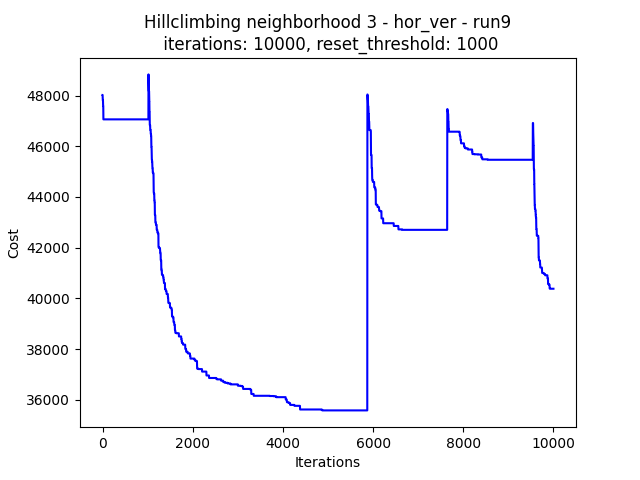 Hillclimbing neighborhood 3 - hor_ver - run9
iterations: 10000, reset_threshold: 1000
48000
46000
44000
42000
40000
38000
36000
Cost
0 2000 4000 6000 8000 10000
Iterations